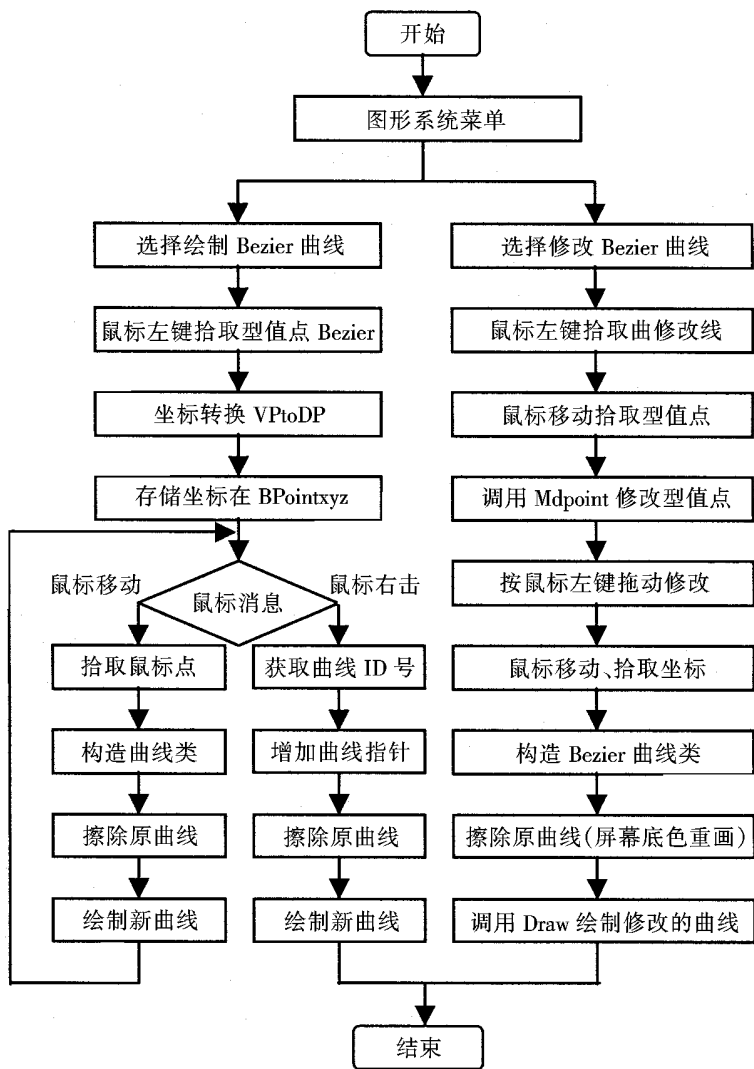 开始
图形系统菜单
选择绘制 Bezier 曲线
鼠标左键拾取型值点 Bezier
坐标转换 VPtoDP
存储坐标在 BPointxyz
鼠标消息
鼠标移动
拾取鼠标点
构造曲线类
擦除原曲线
绘制新曲线
鼠标右击
获取曲线 ID 号
增加曲线指针
擦除原曲线
绘制新曲线
选择修改 Bezier 曲线
鼠标左键拾取曲修改线
鼠标移动拾取型值点
调用 Mdpoint 修改型值点
按鼠标左键拖动修改
鼠标移动、拾取坐标
构造 Bezier 曲线类
擦除原曲线(屏幕底色重画)
调用 Draw 绘制修改的曲线
结束